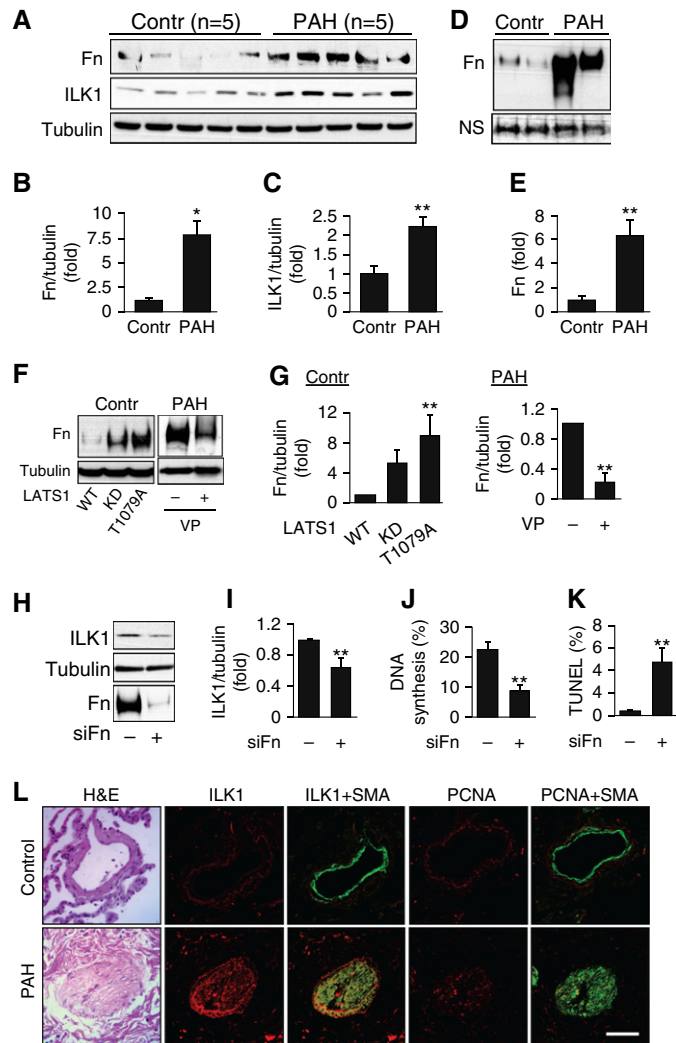 A
Contr (n=5) PAH (n=5)
Fn
ILK1
Tubulin
D
Contr PAH
Fn
NS
B
Fn/tubulin
(fold)
10
7.5
5
2.5
0
*
Contr PAH
C
ILK1/tubulin
(fold)
2.5
2
1.5
1
0.5
0
**
Contr PAH
E
Fn (fold)
8
6
4
2
0
**
Contr PAH
F
Contr PAH
Fn
Tubulin
LATS1
WT
KD
T1079A
– +
VP
G
Contr
Fn/tubulin
(fold)
12
8
4
0
**
LATS1
WT
KD
T1079A
PAH
Fn/tubulin
(fold)
1.2
0.8
0.4
0
**
VP – +
H
ILK1
Tubulin
Fn
siFn – +
I
ILK1/tubulin
(fold)
1.2
0.8
0.4
0
**
siFn – +
J
DNA
synthesis (%)
30
20
10
0
**
siFn – +
K
TUNEL (%)
8
6
4
2
0
**
siFn – +
L
H&E ILK1 ILK1+SMA PCNA PCNA+SMA
Control
PAH